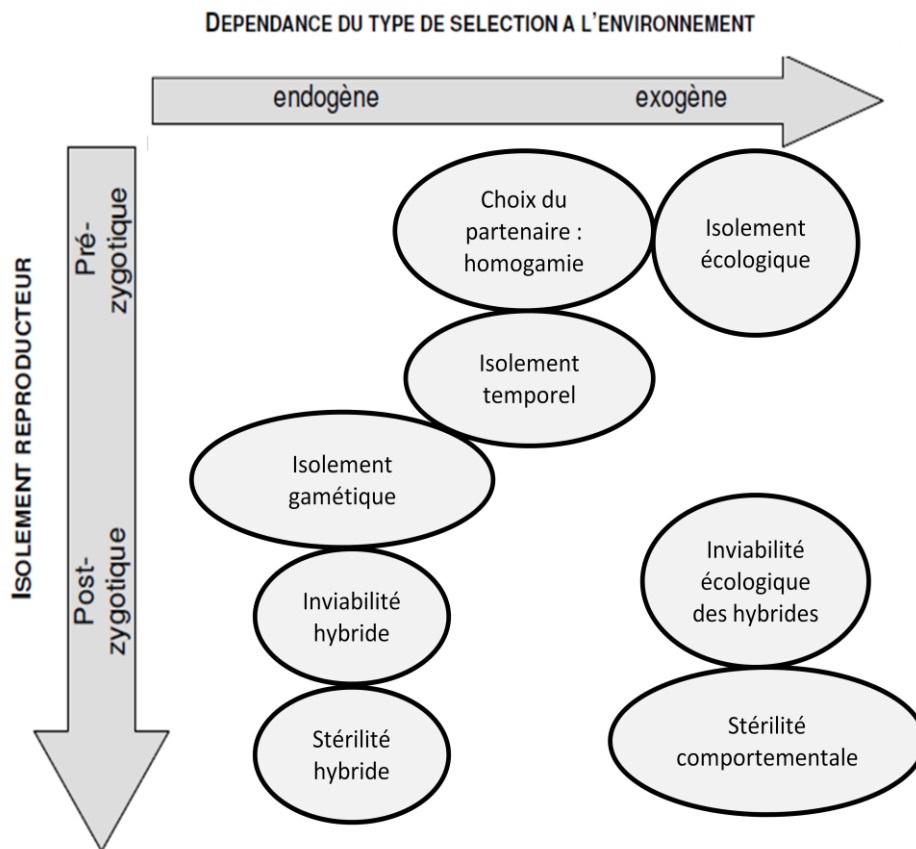 DEPENDANCE DU TYPE DE SELECTION A L'ENVIRONNEMENT
endogène
exogène
ISOLEMENT REPRODUCTEUR
Pré-
zygotique
Post-
zygotique
Choix du
partenaire :
homogamie
Isolement
écologique
Isolement
temporel
Isolement
gamétique
Inviabilité
hybride
Inviabilité
écologique
des hybrides
Stérilité
hybride
Stérilité
comportementale